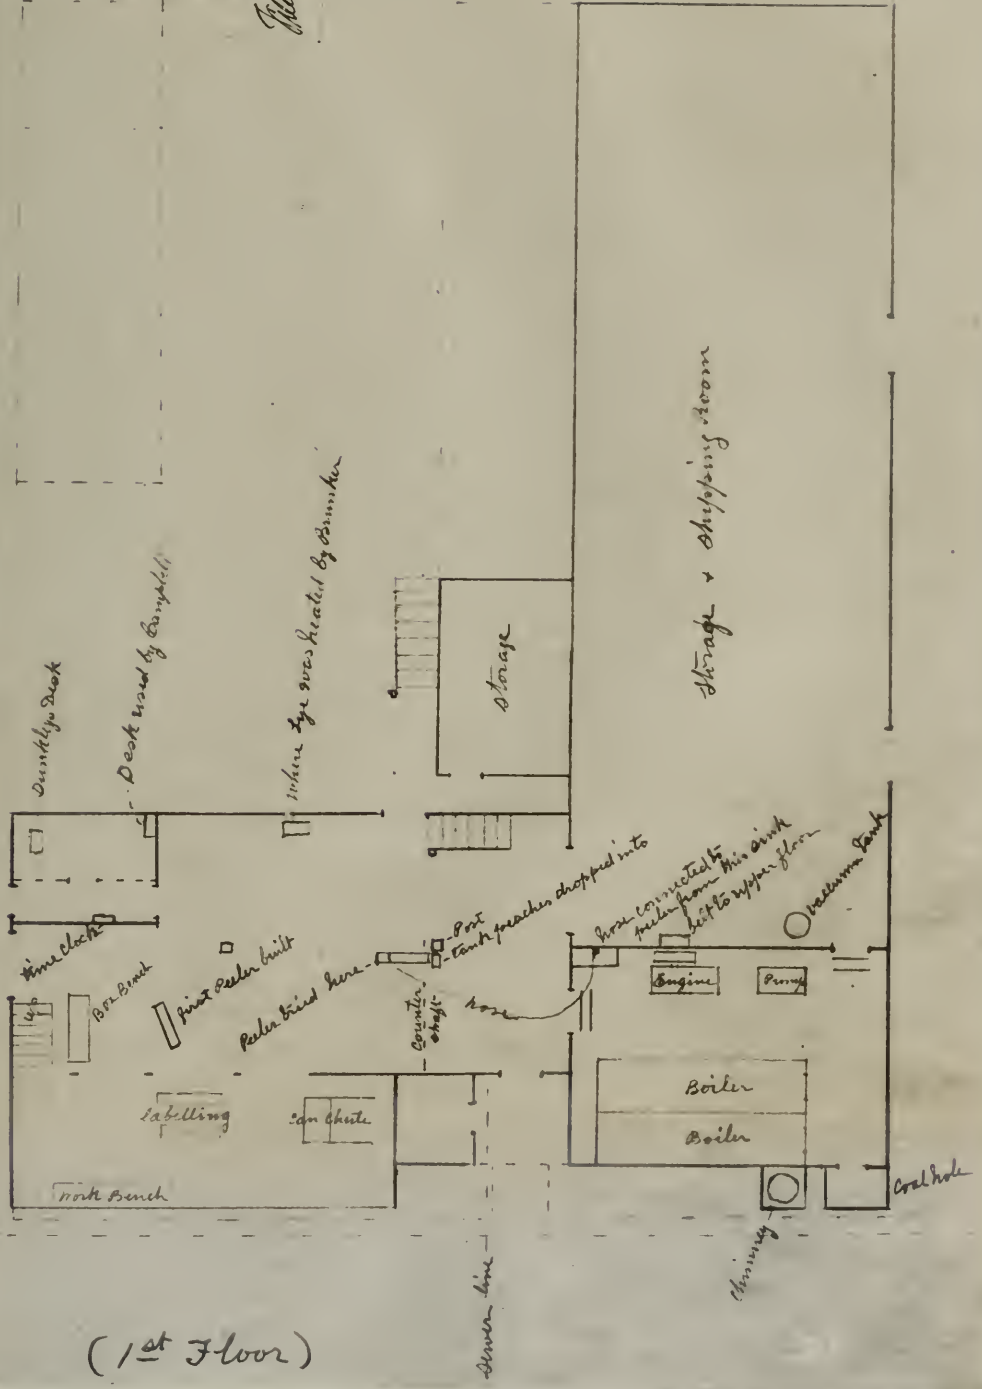 Storage + Shipping Room
where Lye was heated by Brunker
Desk used by
Dunkleys Desk
storage
hose connected to
peeler from this sink
belt to upper floor
Vacuum Tank
Post
tank peaches dropped into
Peeler tried here
First Peeler built
time clock
Box Bench
up
counter
shaft
hose
Engine
Pump
Boiler
Boiler
labelling
can chute
Work Bench
Coal hole
Chimney
sewer line
(1st Floor)